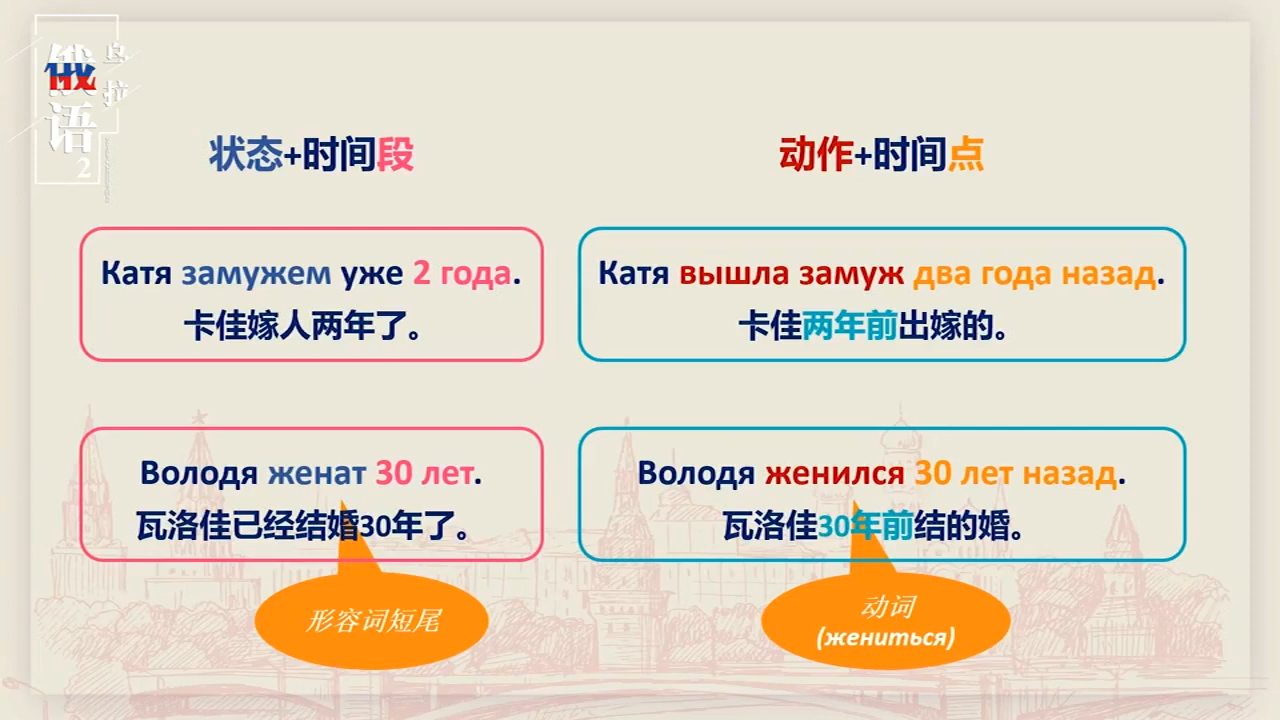 俄语
乌拉
2
状态+时间段
动作+时间点
Катя замужем уже 2 года.
卡佳嫁人两年了。
Катя вышла замуж два года назад.
卡佳两年前出嫁的。
Володя женат 30 лет.
瓦洛佳已经结婚30年了。
Володя женился 30 лет назад.
瓦洛佳30年前结的婚。
形容词短尾
动词
(жениться)